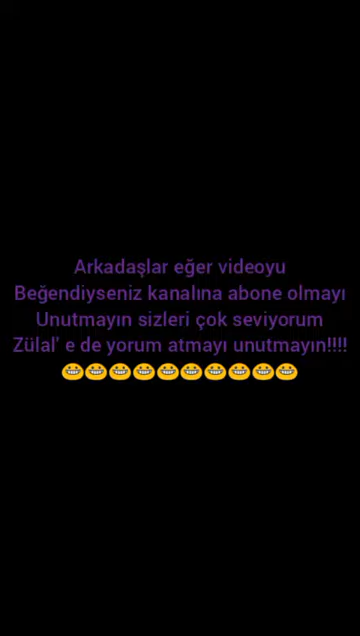 Arkadaşlar eğer videoyu
Beğendiyseniz kanalına abone olmayı
Unutmayın sizleri çok seviyorum
Zülal' e de yorum atmayı unutmayın!!!!
😁😁😁😁😁😁😁😁😁😁